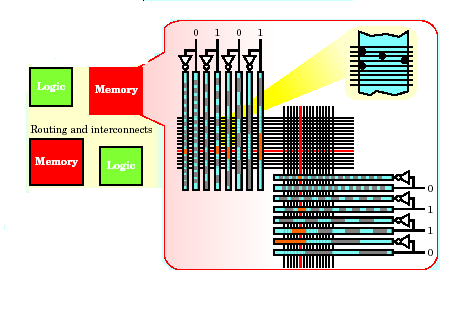 0 1 0 1
Logic
Memory
Routing and interconnects
Memory
Logic
0
1
1
0